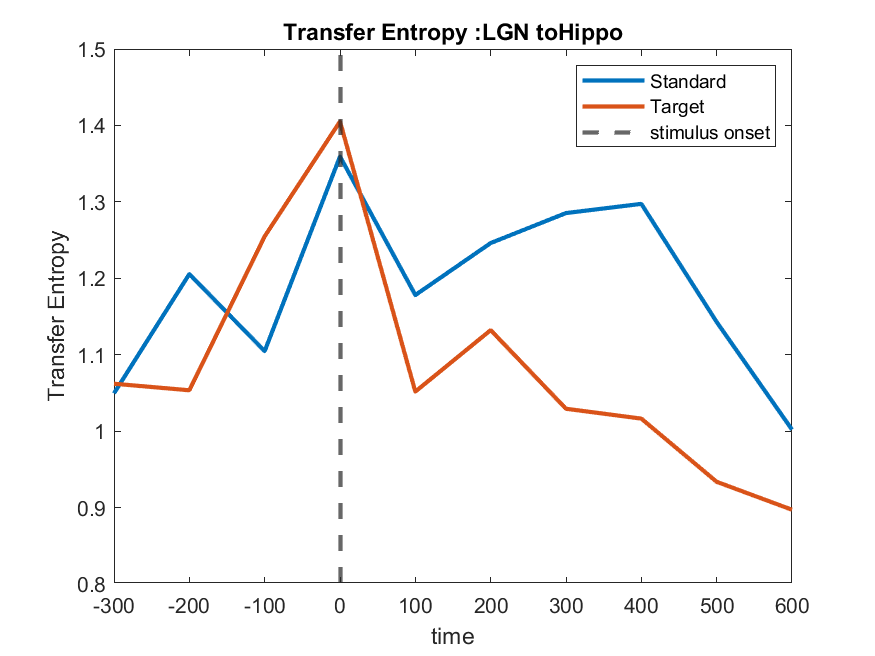 Transfer Entropy :LGN toHippo
1.5
1.4
1.3
1.2
1.1
1
0.9
0.8
Transfer Entropy
Standard
Target
stimulus onset
-300 -200 -100 0 100 200 300 400 500 600
time